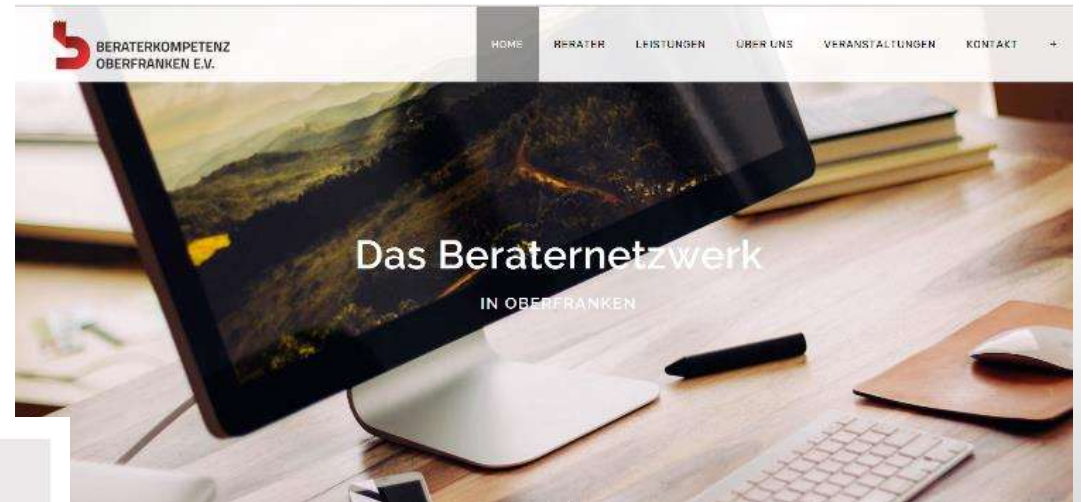 BERATERKOMPETENZ
OBERFRANKEN E.V.
HOME BERATER LEISTUNGEN ÜBER UNS VERANSTALTUNGEN KONTAKT +
Das Beraternetzwerk
IN OBERFRANKEN